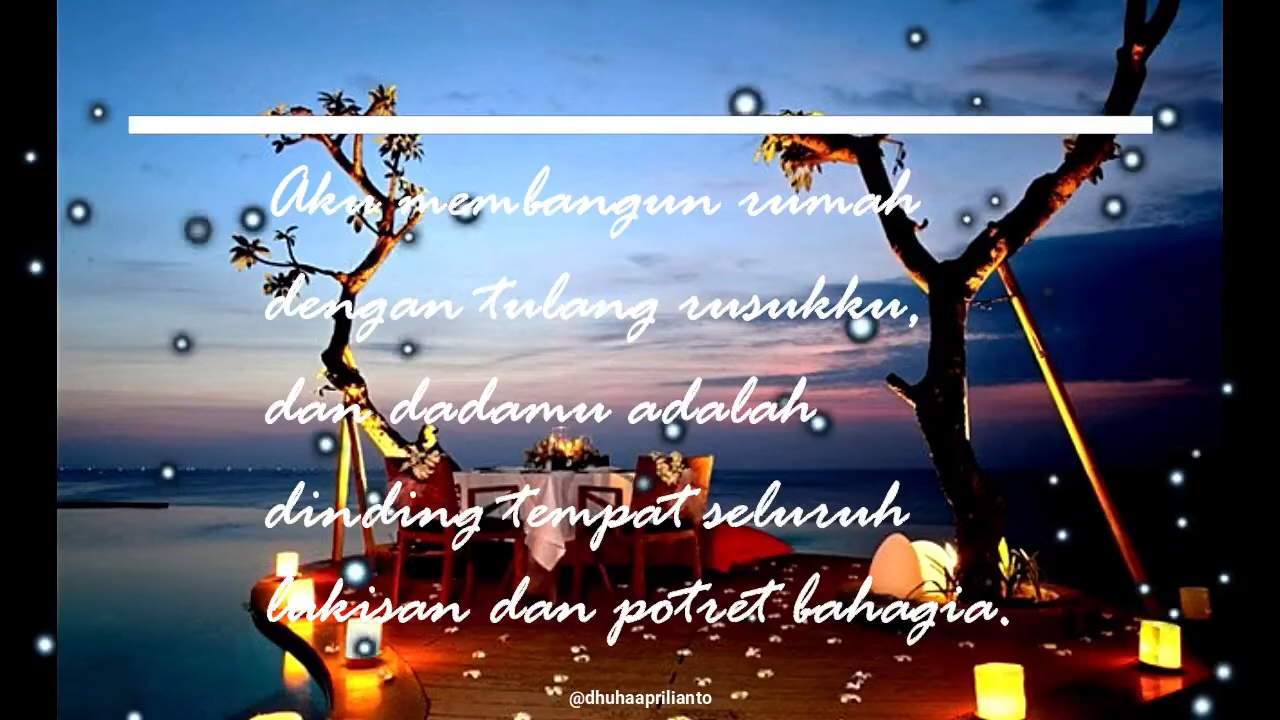 Aku membangun rumah
dengan tulang rusukku,
dan dadamu adalah
dinding tempat seluruh
lukisan dan potret bahagia.
@dhuhaaprilianto